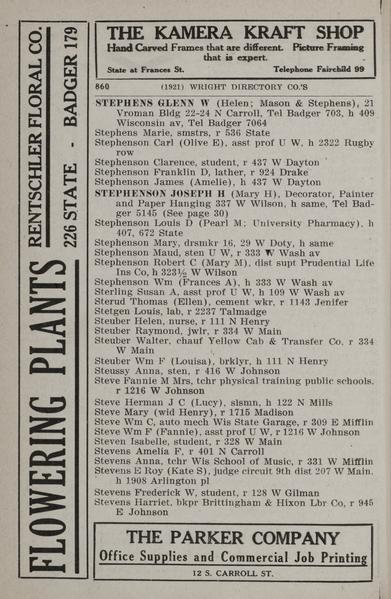 THE KAMERA KRAFT SHOP
Hand Carved Frames that are different. Picture Framing
that is expert.
State at Frances St. Telephone Fairchild 99
RENTSCHLER FLORAL CO.
226 STATE - BADGER 179
FLOWERING PLANTS
860 (1921) WRIGHT DIRECTORY CO.'S
STEPHENS GLENN W (Helen; Mason & Stephens), 21
Vroman Bldg 22-24 N Carroll, Tel Badger 703, h 409
Wisconsin av, Tel Badger 7064
Stephens Marie, smstrs, r 536 State
Stephenson Carl (Olive E), asst prof U W, h 2322 Rugby
row
Stephenson Clarence, student, r 437 W Dayton
Stephenson Franklin D, lather, r 924 Drake
Stephenson James (Amelie), h 437 W Dayton
STEPHENSON JOSEPH H (Mary H), Decorator, Painter
and Paper Hanging 337 W Wilson, h same, Tel Bad-
ger 5145 (See page 30)
Stephenson Louis D (Pearl M; University Pharmacy), h
407, 672 State
Stephenson Mary, drsmkr 16, 29 W Doty, h same
Stephenson Maud, sten U W, r 333 W Wash av
Stephenson Robert C (Mary M), dist supt Prudential Life
Ins Co, h 323½ W Wilson
Stephenson Wm (Frances A), h 333 W Wash av
Sterling Susan A, asst prof U W, h 109 W Wash av
Sterud Thomas (Ellen), cement wkr, r 1143 Jenifer
Stetgen Louis, lab, r 2237 Talmadge
Steuber Helen, nurse, r 111 N Henry
Steuber Raymond, jwlr, r 334 W Main
Steuber Walter, chauf Yellow Cab & Transfer Co, r 334
W Main
Steuber Wm F (Louisa), brklyr, h 111 N Henry
Steussy Anna, sten, r 416 W Johnson
Steve Fannie M Mrs, tchr physical training public schools,
r 1216 W Johnson
Steve Herman J C (Lucy), slsmn, h 122 N Mills
Steve Mary (wid Henry), r 1715 Madison
Steve Wm C, auto mech Wis State Garage, r 309 E Mifflin
Steve Wm F (Fannie), asst prof U W, r 1216 W Johnson
Steven Isabelle, student, r 328 W Main
Stevens Amelia F, r 401 N Carroll
Stevens Anna, tchr Wis School of Music, r 331 W Mifflin
Stevens E Roy (Kate S), judge circuit 9th dist 207 W Main,
h 1908 Arlington pl
Stevens Frederick W, student, r 128 W Gilman
Stevens Harriet, bkpr Brittingham & Hixon Lbr Co, r 945
E Johnson
THE PARKER COMPANY
Office Supplies and Commercial Job Printing
12 S. CARROLL ST.